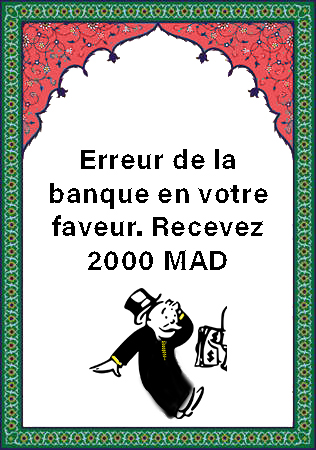 Erreur de la
banque en votre
faveur. Recevez
2000 MAD
$
$